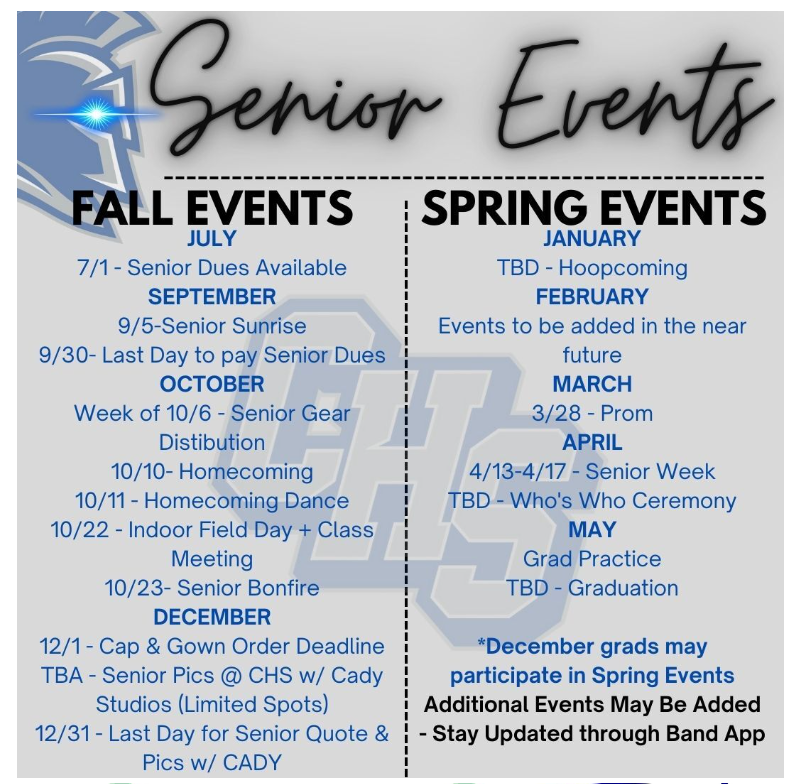 Senior Events
FALL EVENTS
JULY
7/1 - Senior Dues Available
SEPTEMBER
9/5-Senior Sunrise
9/30- Last Day to pay Senior Dues
OCTOBER
Week of 10/6 - Senior Gear
Distibution
10/10- Homecoming
10/11 - Homecoming Dance
10/22 - Indoor Field Day + Class
Meeting
10/23- Senior Bonfire
DECEMBER
12/1 - Cap & Gown Order Deadline
TBA - Senior Pics @ CHS w/ Cady
Studios (Limited Spots)
12/31 - Last Day for Senior Quote &
Pics w/ CADY
SPRING EVENTS
JANUARY
TBD - Hoopcoming
FEBRUARY
Events to be added in the near
future
MARCH
3/28 - Prom
APRIL
4/13-4/17 - Senior Week
TBD - Who's Who Ceremony
MAY
Grad Practice
TBD - Graduation
*December grads may
participate in Spring Events
Additional Events May Be Added
- Stay Updated through Band App
CHS